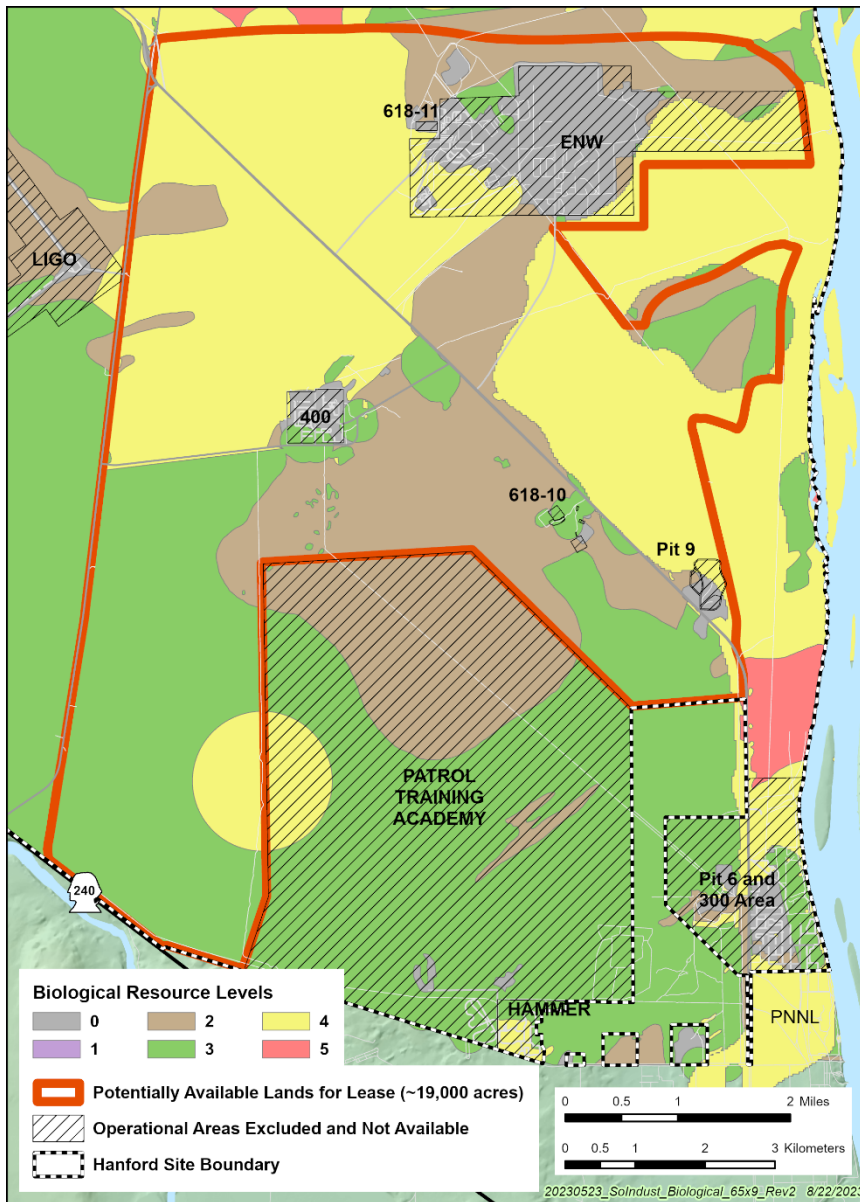 618-11
ENW
LIGO
400
618-10
Pit 9
PATROL
TRAINING
ACADEMY
240
Pit 6 and
300 Area
HAMMER
PNNL
Biological Resource Levels
0 2 4
1 3 5
Potentially Available Lands for Lease (~19,000 acres)
Operational Areas Excluded and Not Available
Hanford Site Boundary
0 0.5 1 2 Miles
0 0.5 1 2 3 Kilometers
20230523_SolIndust_Biological_65x9_Rev2 8/22/202